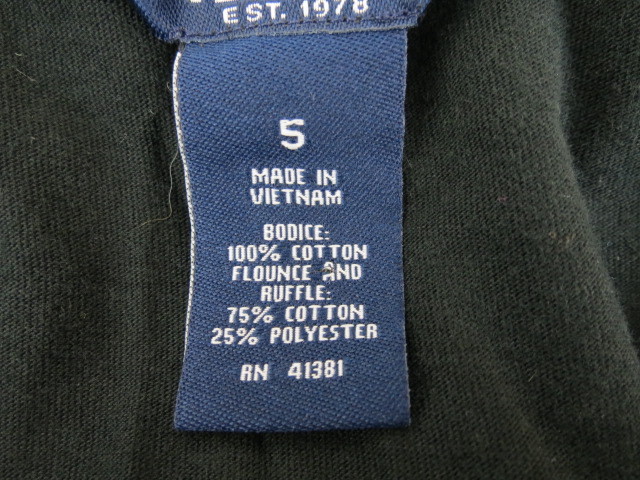 EST. 1978
5
MADE IN
VIETNAM
BODICE:
100% COTTON
FLOUNCE AND
RUFFLE:
75% COTTON
25% POLYESTER
RN 41381